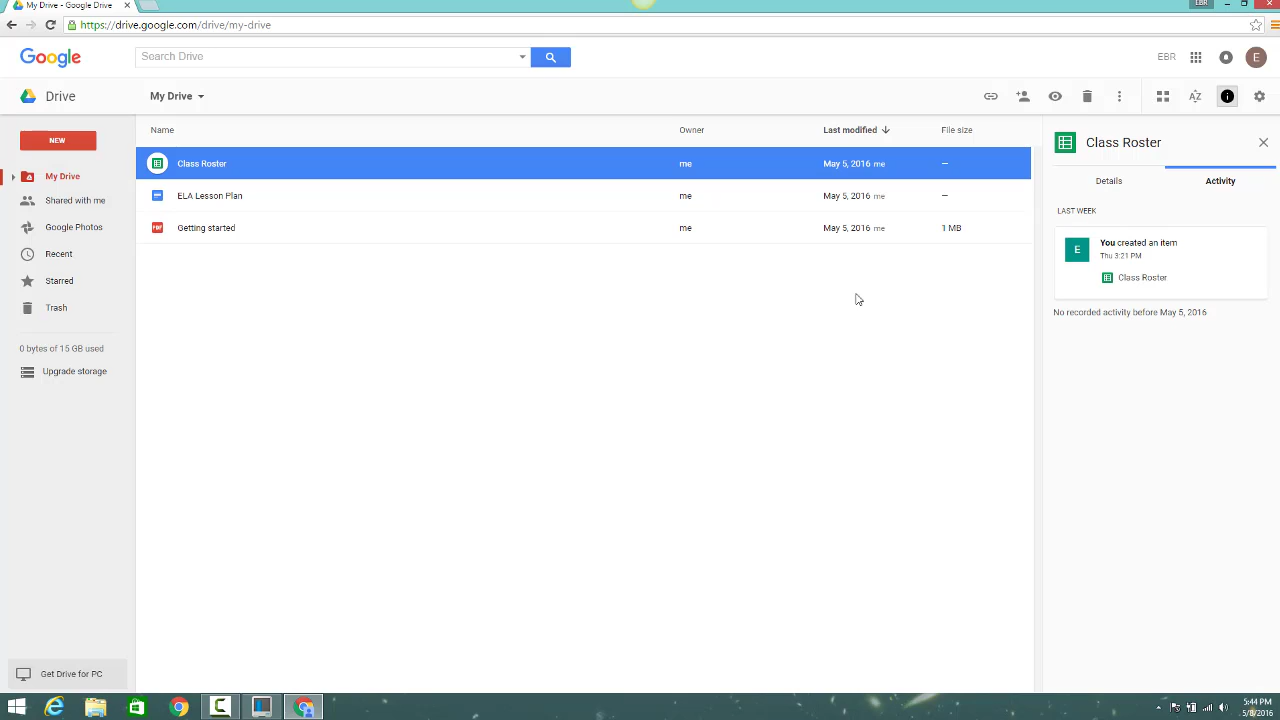 My Drive - Google Drive
EBR
https://drive.google.com/drive/my-drive
Google
Search Drive
EBR
E
Drive
My Drive
NEW
My Drive
Shared with me
Google Photos
Recent
Starred
Trash
0 bytes of 15 GB used
Upgrade storage
Get Drive for PC
Name Owner Last modified File size
Class Roster me May 5, 2016 me —
ELA Lesson Plan me May 5, 2016 me —
PDF Getting started me May 5, 2016 me 1 MB
Class Roster
Details Activity
LAST WEEK
E
You created an item
Thu 3:21 PM
Class Roster
No recorded activity before May 5, 2016
5:44 PM
5/8/2016